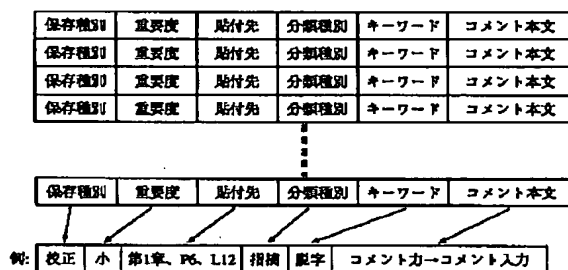 保存種別 重要度 貼付先 分類種別 キーワード コメント本文
保存種別 重要度 貼付先 分類種別 キーワード コメント本文
保存種別 重要度 貼付先 分類種別 キーワード コメント本文
保存種別 重要度 貼付先 分類種別 キーワード コメント本文
保存種別 重要度 貼付先 分類種別 キーワード コメント本文
例: 校正 小 第1章、P6、L12 指摘 脱字 コメント力→コメント入力